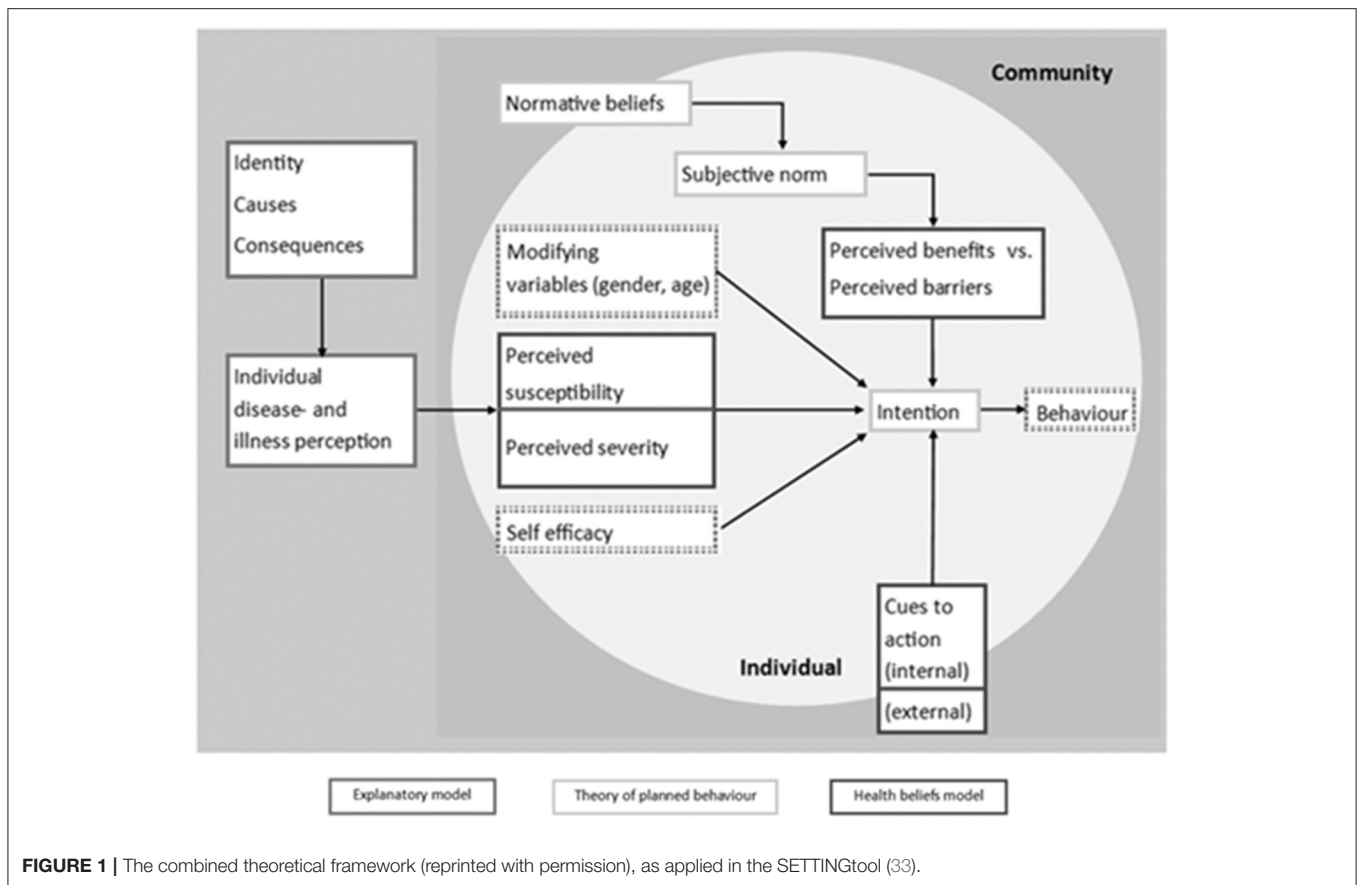 Community
Normative beliefs
Subjective norm
Identity
Causes
Consequences
Modifying
variables (gender, age)
Perceived benefits vs.
Perceived barriers
Individual
disease- and
illness perception
Perceived
susceptibility
Perceived severity
Intention
Behaviour
Self efficacy
Cues to
action
(internal)
(external)
Individual
Explanatory model
Theory of planned behaviour
Health beliefs model
FIGURE 1 | The combined theoretical framework (reprinted with permission), as applied in the SETTINGtool (33).